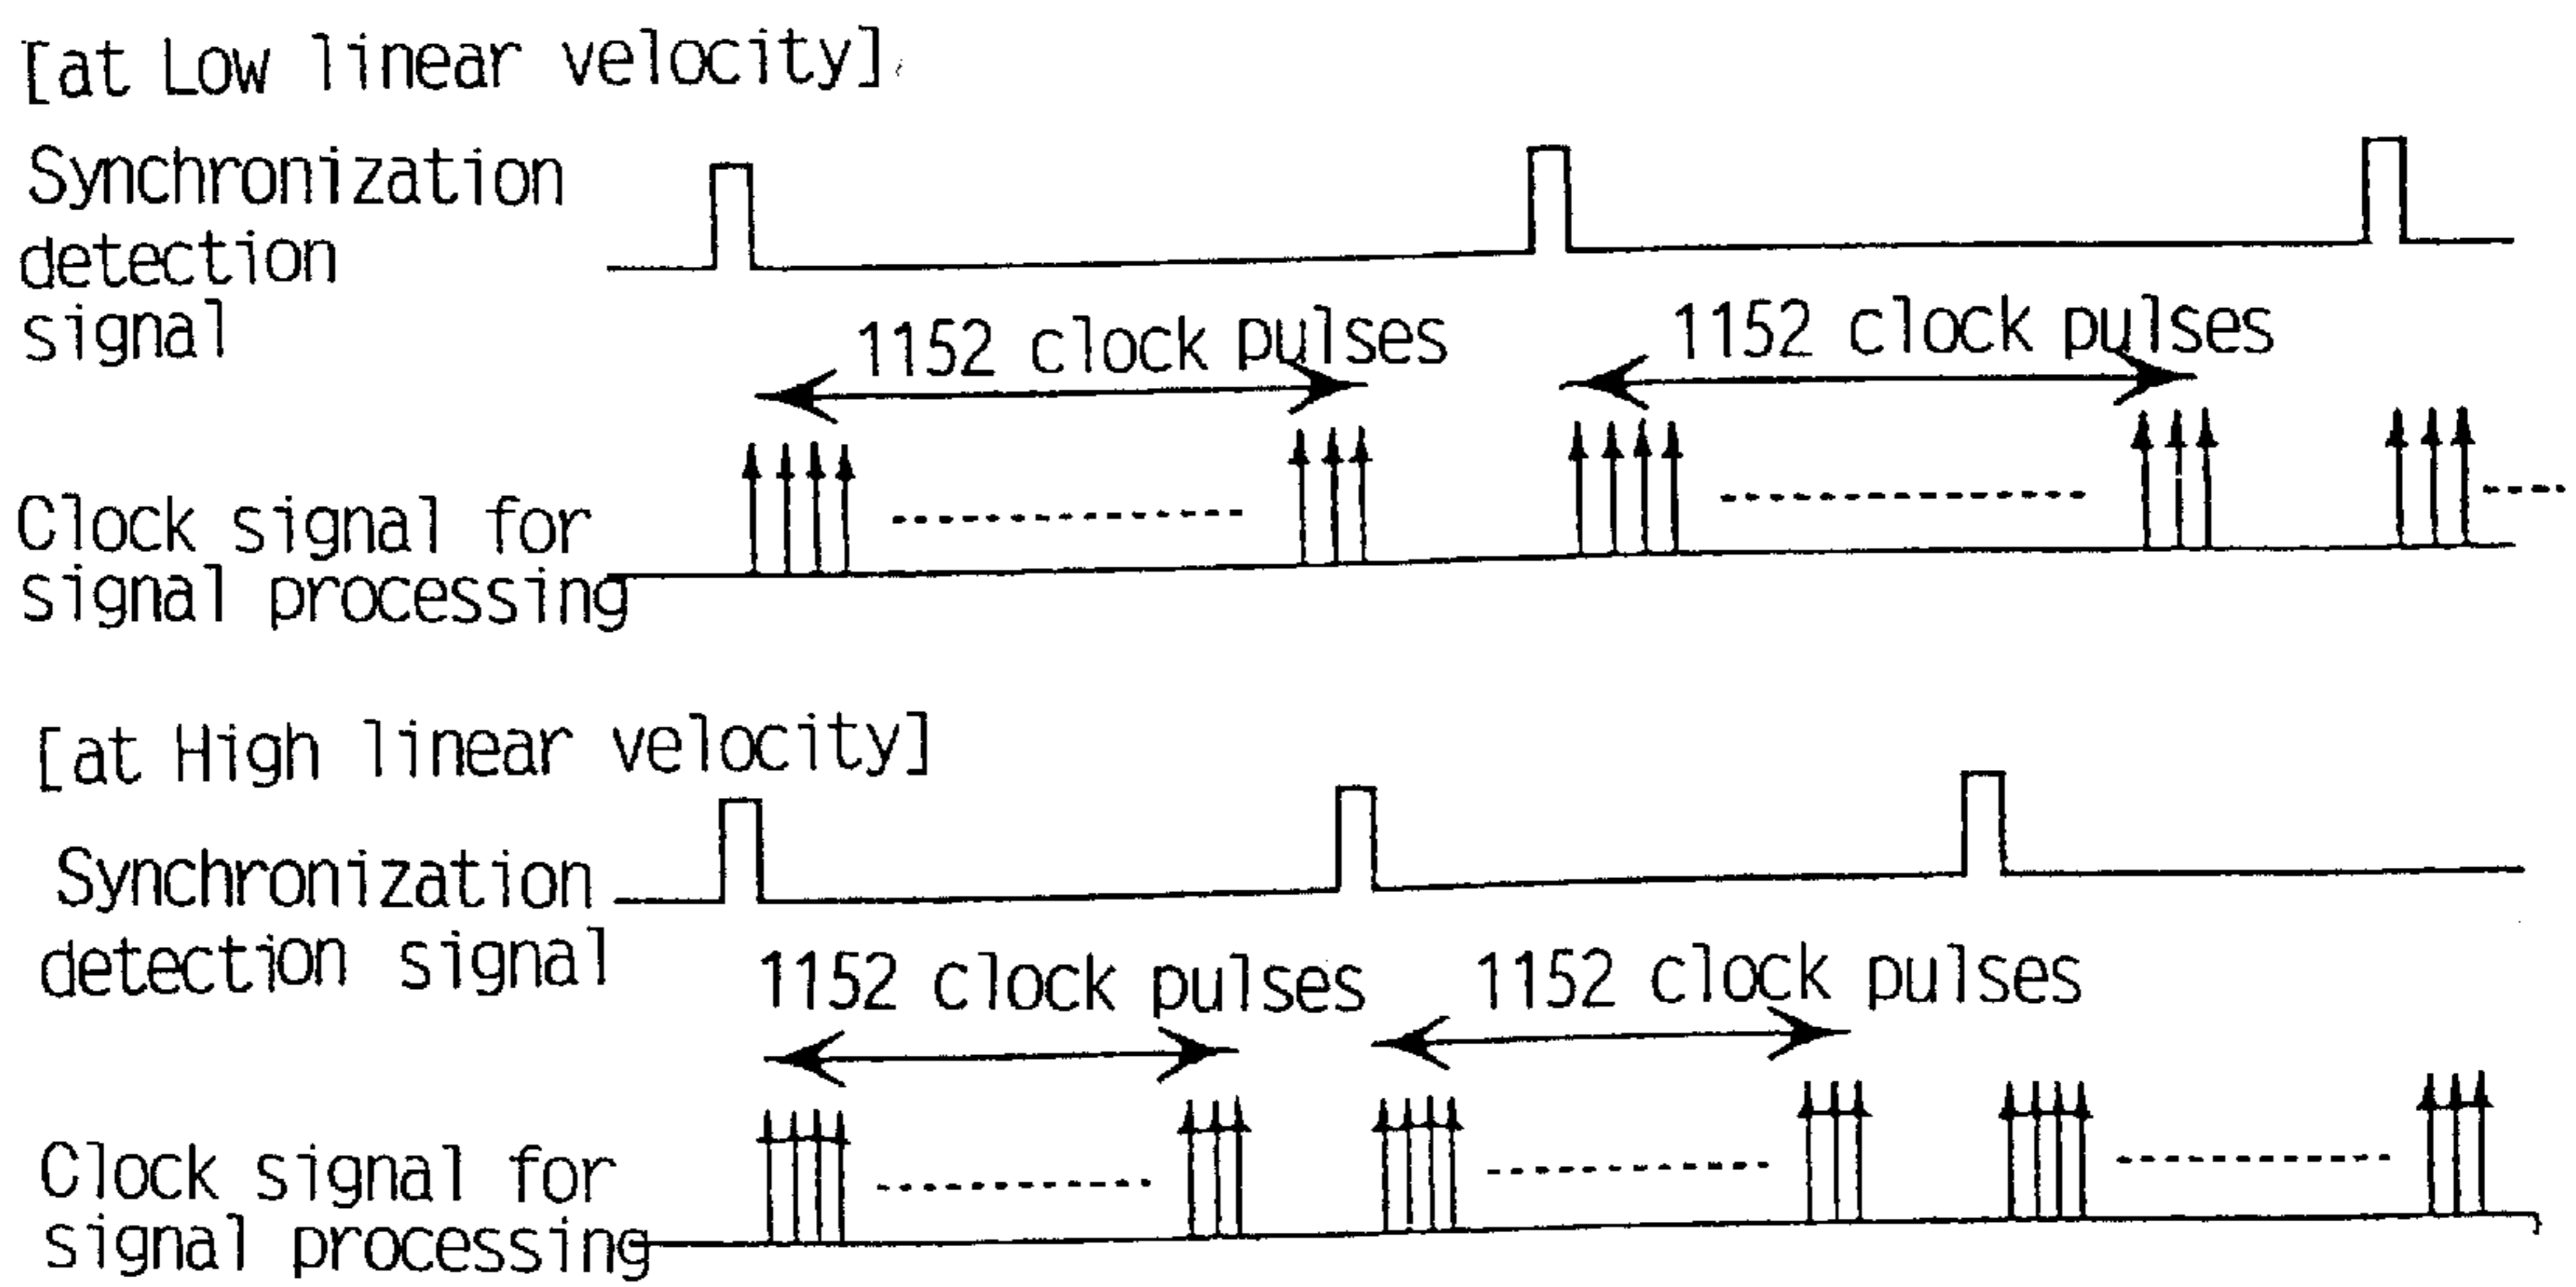 [at Low linear velocity]
Synchronization
detection
signal
1152 clock pulses
1152 clock pulses
Clock signal for
signal processing
[at High linear velocity]
Synchronization
detection signal
1152 clock pulses
1152 clock pulses
Clock signal for
signal processing